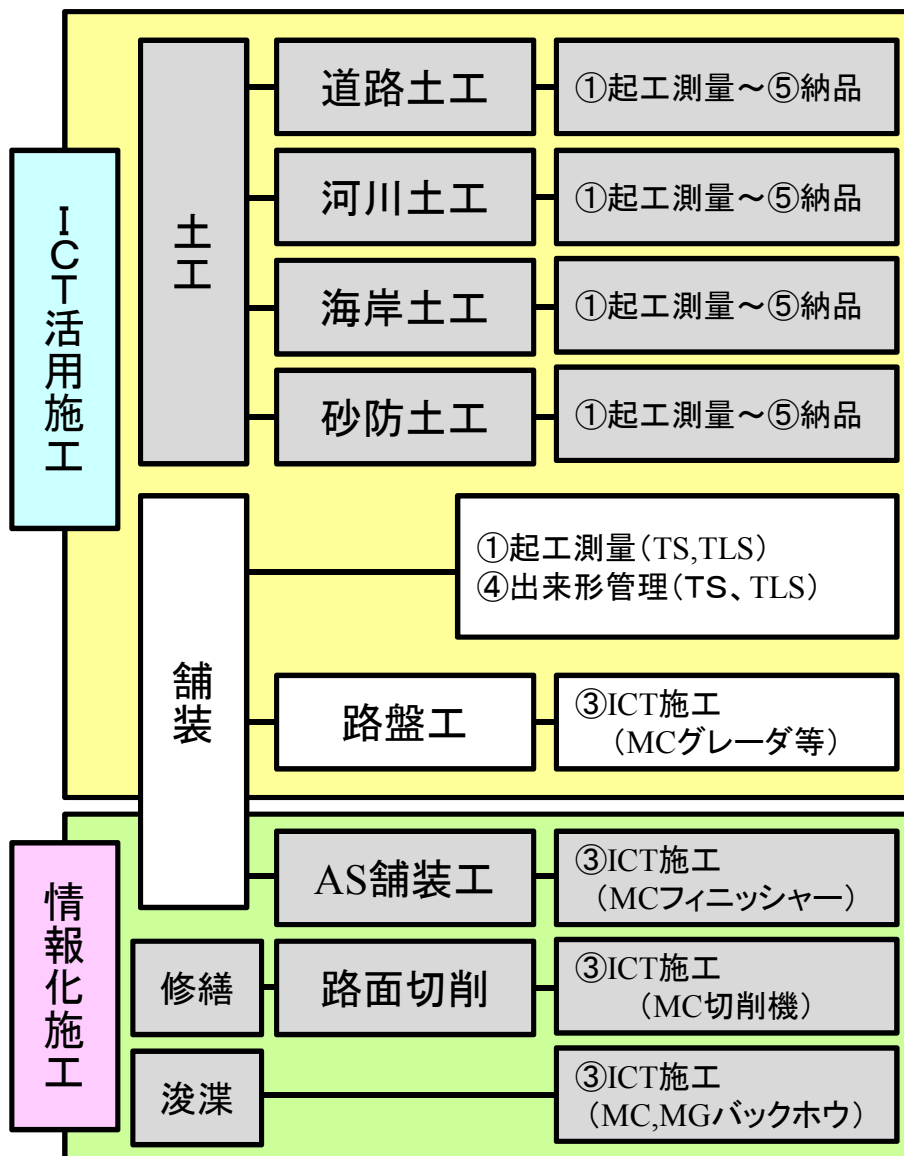 ICT活用施工
土工
道路土工
①起工測量～⑤納品
河川土工
①起工測量～⑤納品
海岸土工
①起工測量～⑤納品
砂防土工
①起工測量～⑤納品
舗装
①起工測量(TS,TLS)
④出来形管理(TS、TLS)
路盤工
③ICT施工
(MCグレーダ等)
情報化施工
AS舗装工
③ICT施工
(MCフィニッシャー)
修繕
路面切削
③ICT施工
(MC切削機)
浚渫
③ICT施工
(MC,MGバックホウ)